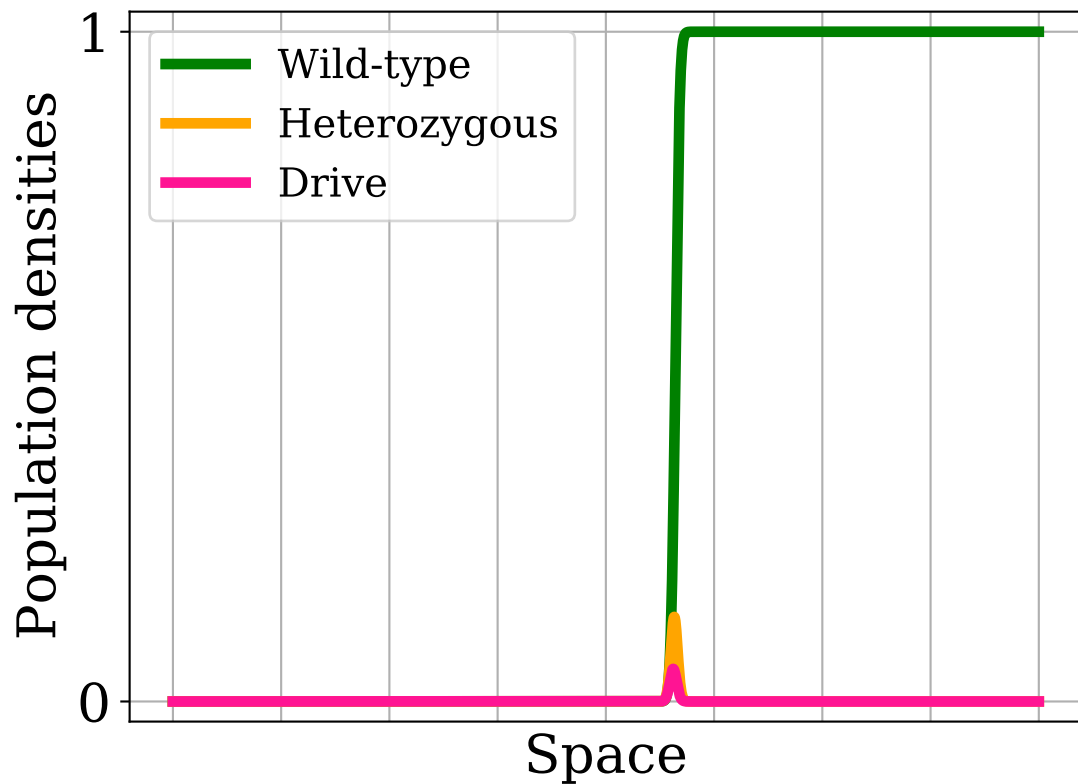 Population densities
1
0
Wild-type
Heterozygous
Drive
Space